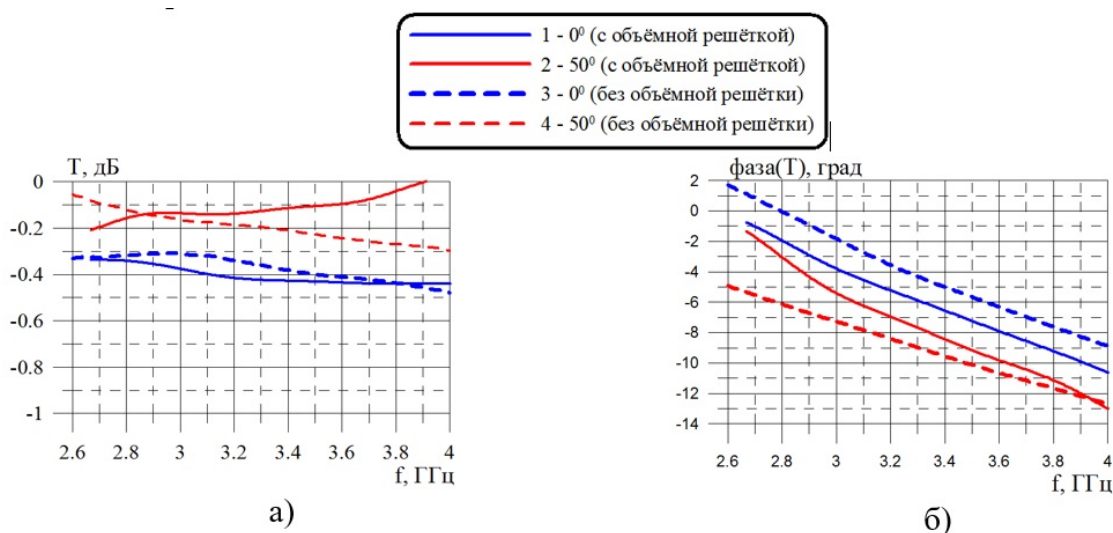 1 - 0⁰ (с объёмной решёткой)
2 - 50⁰ (с объёмной решёткой)
3 - 0⁰ (без объёмной решётки)
4 - 50⁰ (без объёмной решётки)
T, дБ
0
-0.2
-0.4
-0.6
-0.8
-1
2.6 2.8 3 3.2 3.4 3.6 3.8 4
f, ГГц
а)
фаза(T), град
2
0
-2
-4
-6
-8
-10
-12
-14
2.6 2.8 3 3.2 3.4 3.6 3.8 4
f, ГГц
б)